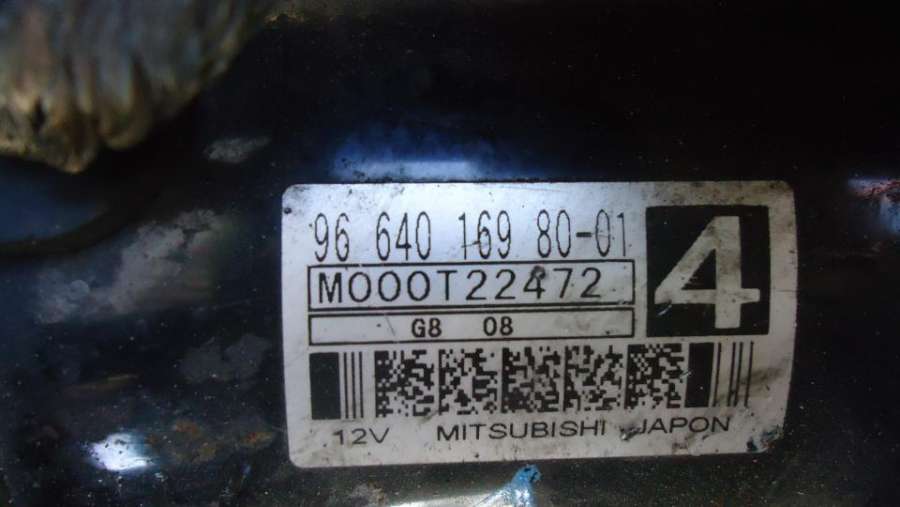 96 640 169 80-01
4
M000T22472
G8 08
12V MITSUBISHI JAPON